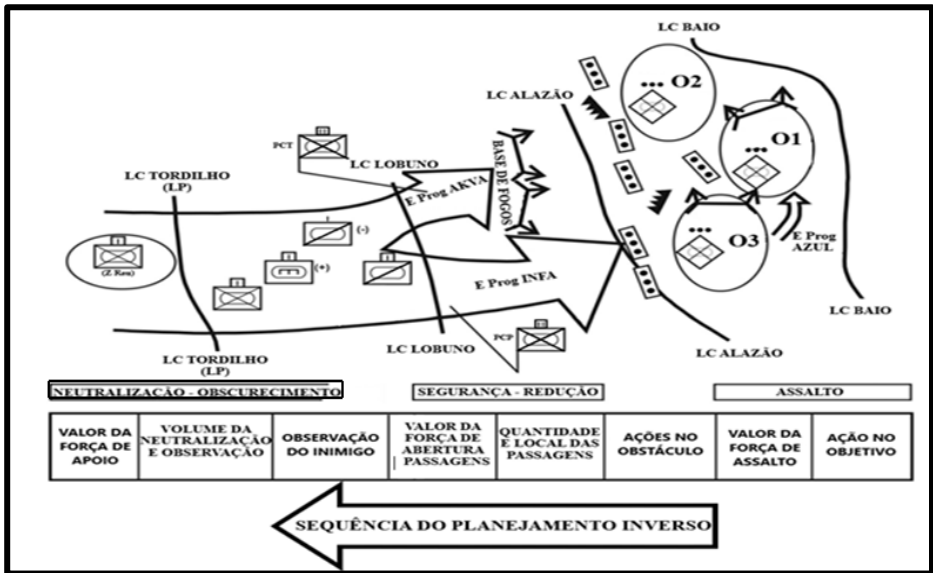 LC BAIO
O2
LC ALAZÃO
O1
PCT
LC LOBUNO
BASE DE FOGOS
LC TORDILHO
(LP)
E Prog AKVA
(-)
O3
E Prog
AZUL
(Z Reu)
(+)
E Prog INFA
LC BAIO
PCP
LC TORDILHO
(LP)
LC LOBUNO
LC ALAZÃO
NEUTRALIZAÇÃO - OBSCURECIMENTO
SEGURANÇA - REDUÇÃO
ASSALTO
VALOR DA
FORÇA DE
APOIO
VOLUME DA
NEUTRALIZAÇÃO
E OBSERVAÇÃO
OBSERVAÇÃO
DO INIMIGO
VALOR DA
FORÇA DE
ABERTURA
PASSAGENS
QUANTIDADE
E LOCAL DAS
PASSAGENS
AÇÕES NO
OBSTÁCULO
VALOR DA
FORÇA DE
ASSALTO
AÇÃO NO
OBJETIVO
SEQUÊNCIA DO PLANEJAMENTO INVERSO